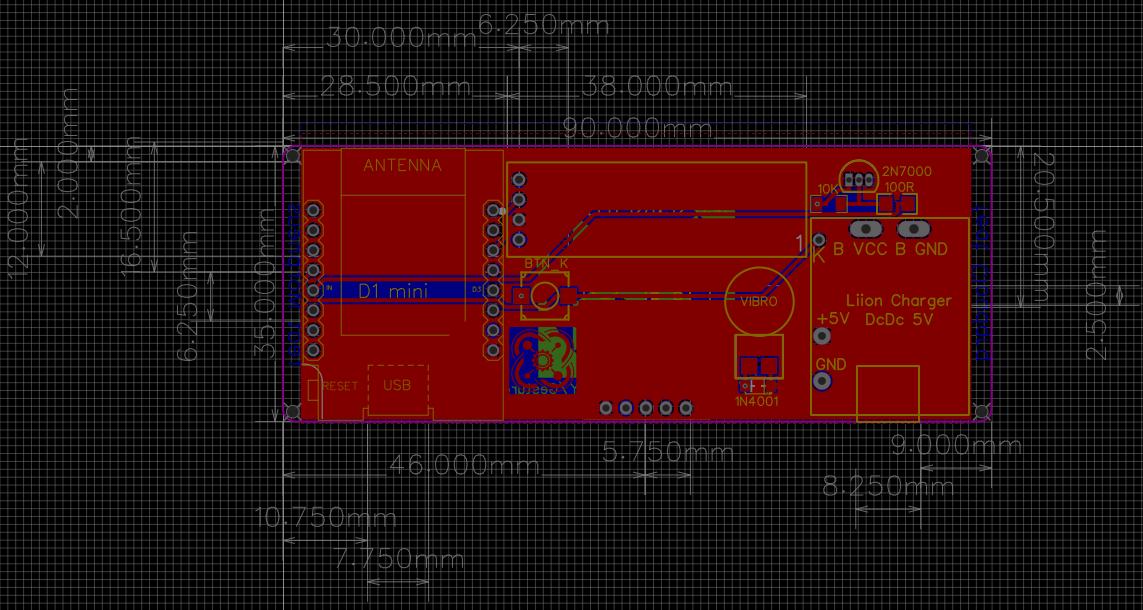 6.250mm
30.000mm
28.500mm
38.000mm
90.000mm
2.000mm
12.000mm
16.500mm
6.250mm
35.000mm
20.500mm
2.500mm
ANTENNA
2N7000
10K
100R
1
K
B VCC B GND
BTN_K
IN
D1 mini
D3
VIBRO
Liion Charger
DcDc 5V
+5V
GND
RESET
USB
1N4001
46.000mm
5.750mm
9.000mm
8.250mm
10.750mm
7.750mm